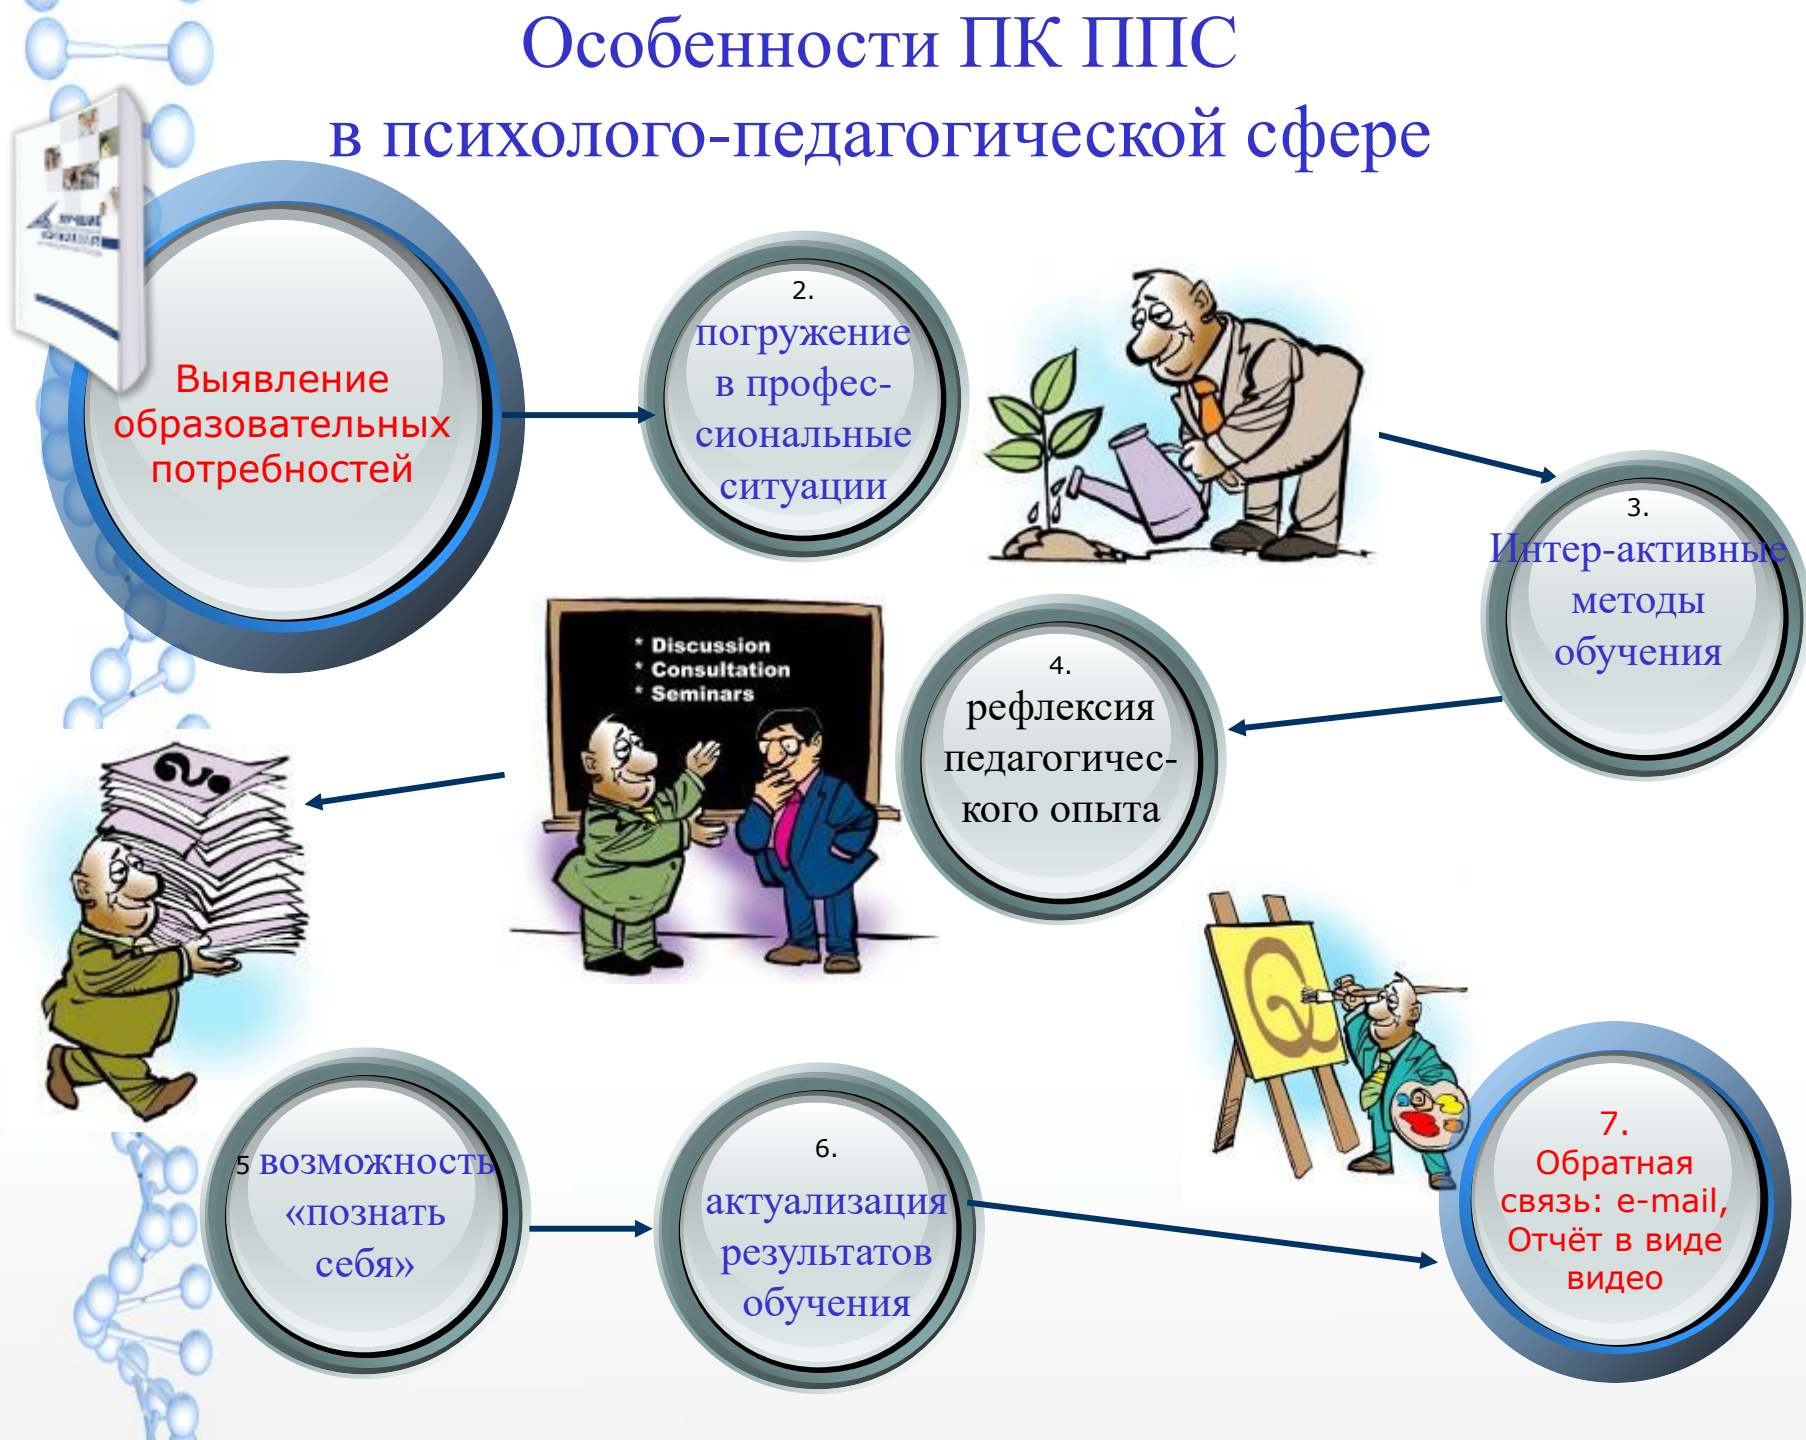 Особенности ПК ППС
в психолого-педагогической сфере
Выявление
образовательных
потребностей
2.
погружение
в профес-
сиональные
ситуации
3.
Интер-активные
методы
обучения
* Discussion
* Consultation
* Seminars
4.
рефлексия
педагогичес-
кого опыта
5 возможность
«познать
себя»
6.
актуализация
результатов
обучения
7.
Обратная
связь: e-mail,
Отчёт в виде
видео